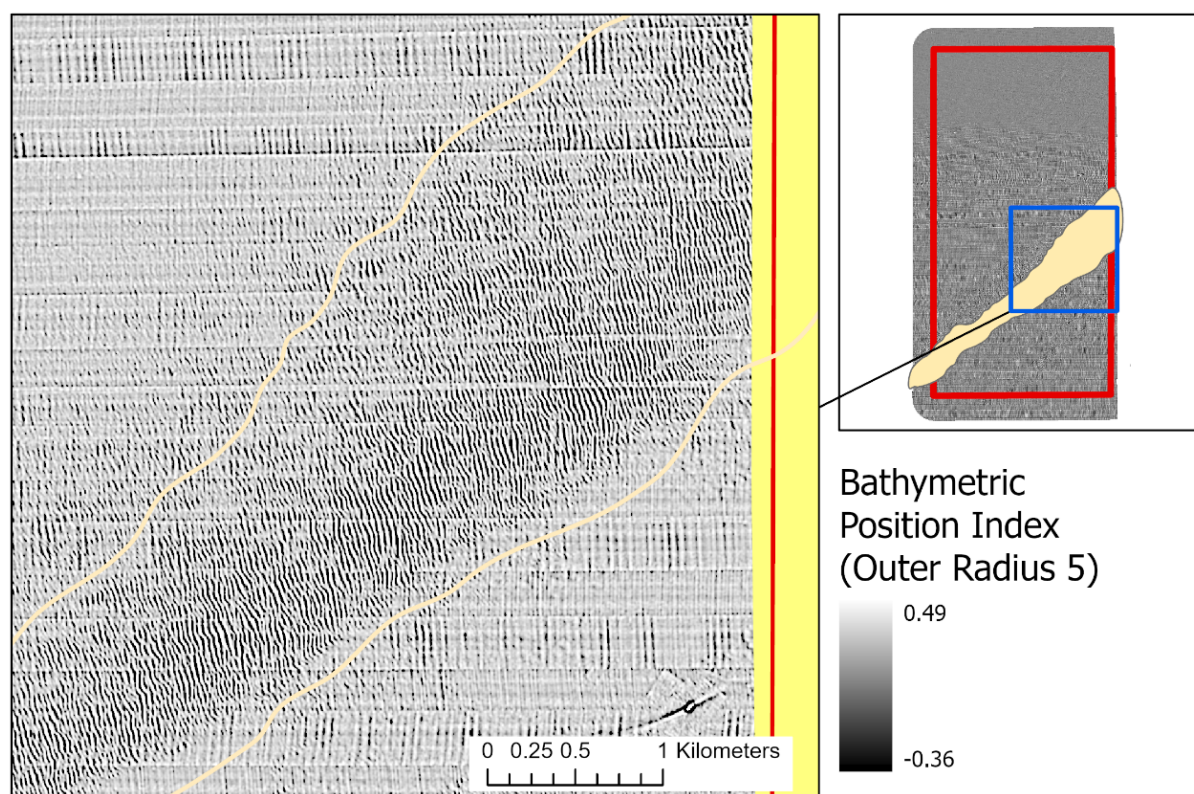 Bathymetric
Position Index
(Outer Radius 5)
0.49
-0.36
0 0.25 0.5 1 Kilometers